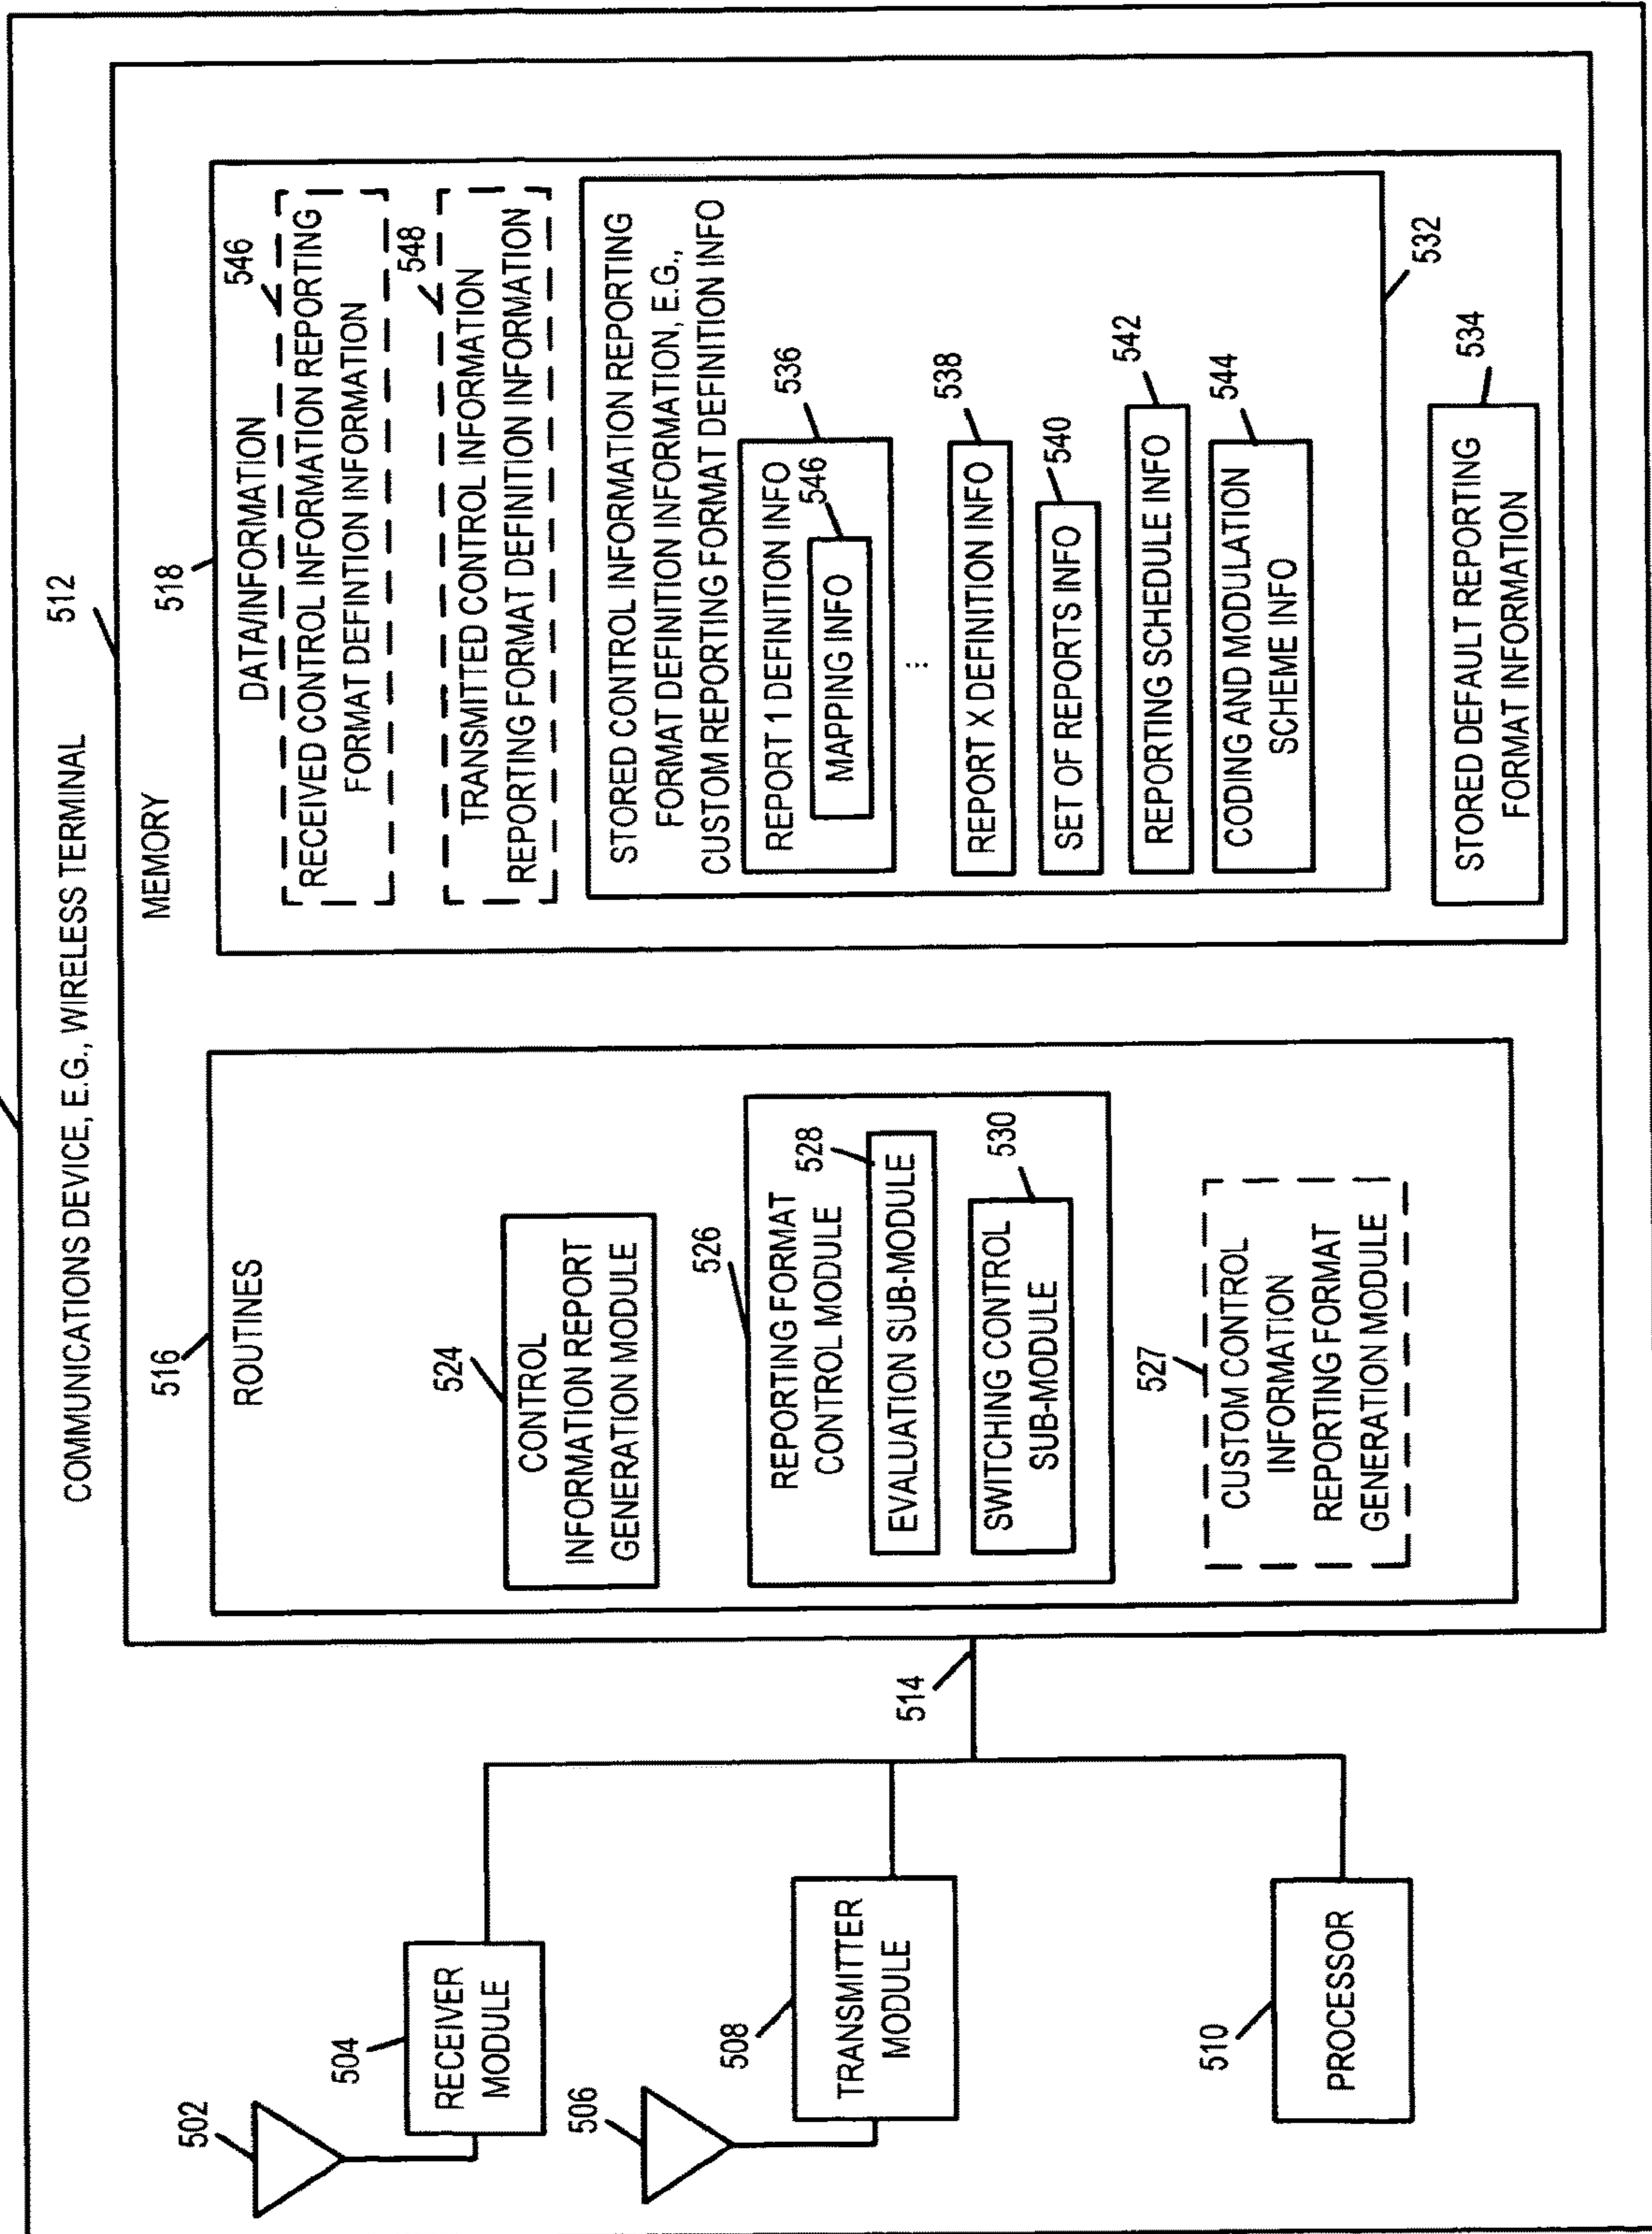 COMMUNICATIONS DEVICE, E.G., WIRELESS TERMINAL
512
502
504
RECEIVER
MODULE
506
508
TRANSMITTER
MODULE
510
PROCESSOR
514
MEMORY
516
ROUTINES
524
CONTROL
INFORMATION REPORT
GENERATION MODULE
526
REPORTING FORMAT
CONTROL MODULE
528
EVALUATION SUB-MODULE
530
SWITCHING CONTROL
SUB-MODULE
527
CUSTOM CONTROL
INFORMATION
REPORTING FORMAT
GENERATION MODULE
518
DATA/INFORMATION
546
RECEIVED CONTROL INFORMATION REPORTING
FORMAT DEFINTION INFORMATION
548
TRANSMITTED CONTROL INFORMATION
REPORTING FORMAT DEFINITION INFORMATION
STORED CONTROL INFORMATION REPORTING
FORMAT DEFINITION INFORMATION, E.G.,
CUSTOM REPORTING FORMAT DEFINITION INFO
536
REPORT 1 DEFINITION INFO
546
MAPPING INFO
...
538
REPORT X DEFINITION INFO
540
SET OF REPORTS INFO
542
REPORTING SCHEDULE INFO
544
CODING AND MODULATION
SCHEME INFO
532
534
STORED DEFAULT REPORTING
FORMAT INFORMATION